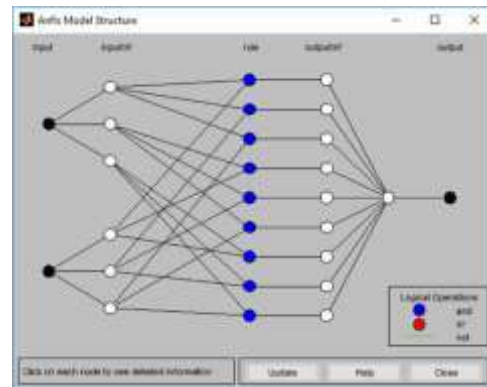 Anfis Model Structure
input
inputmf
rule
outputmf
output
Logical Operations
and
or
not
Click on each node to see detailed information
Update
Help
Close